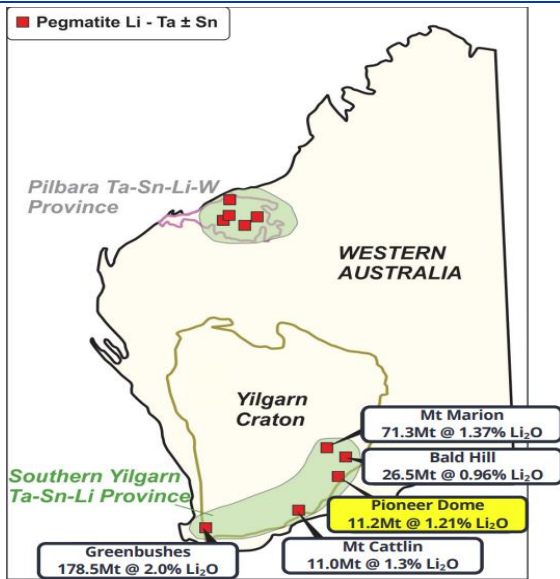 Pegmatite Li - Ta ± Sn
Pilbara Ta-Sn-Li-W
Province
WESTERN
AUSTRALIA
Yilgarn
Craton
Mt Marion
71.3Mt @ 1.37% Li₂O
Bald Hill
26.5Mt @ 0.96% Li₂O
Southern Yilgarn
Ta-Sn-Li Province
Pioneer Dome
11.2Mt @ 1.21% Li₂O
Greenbushes
178.5Mt @ 2.0% Li₂O
Mt Cattlin
11.0Mt @ 1.3% Li₂O